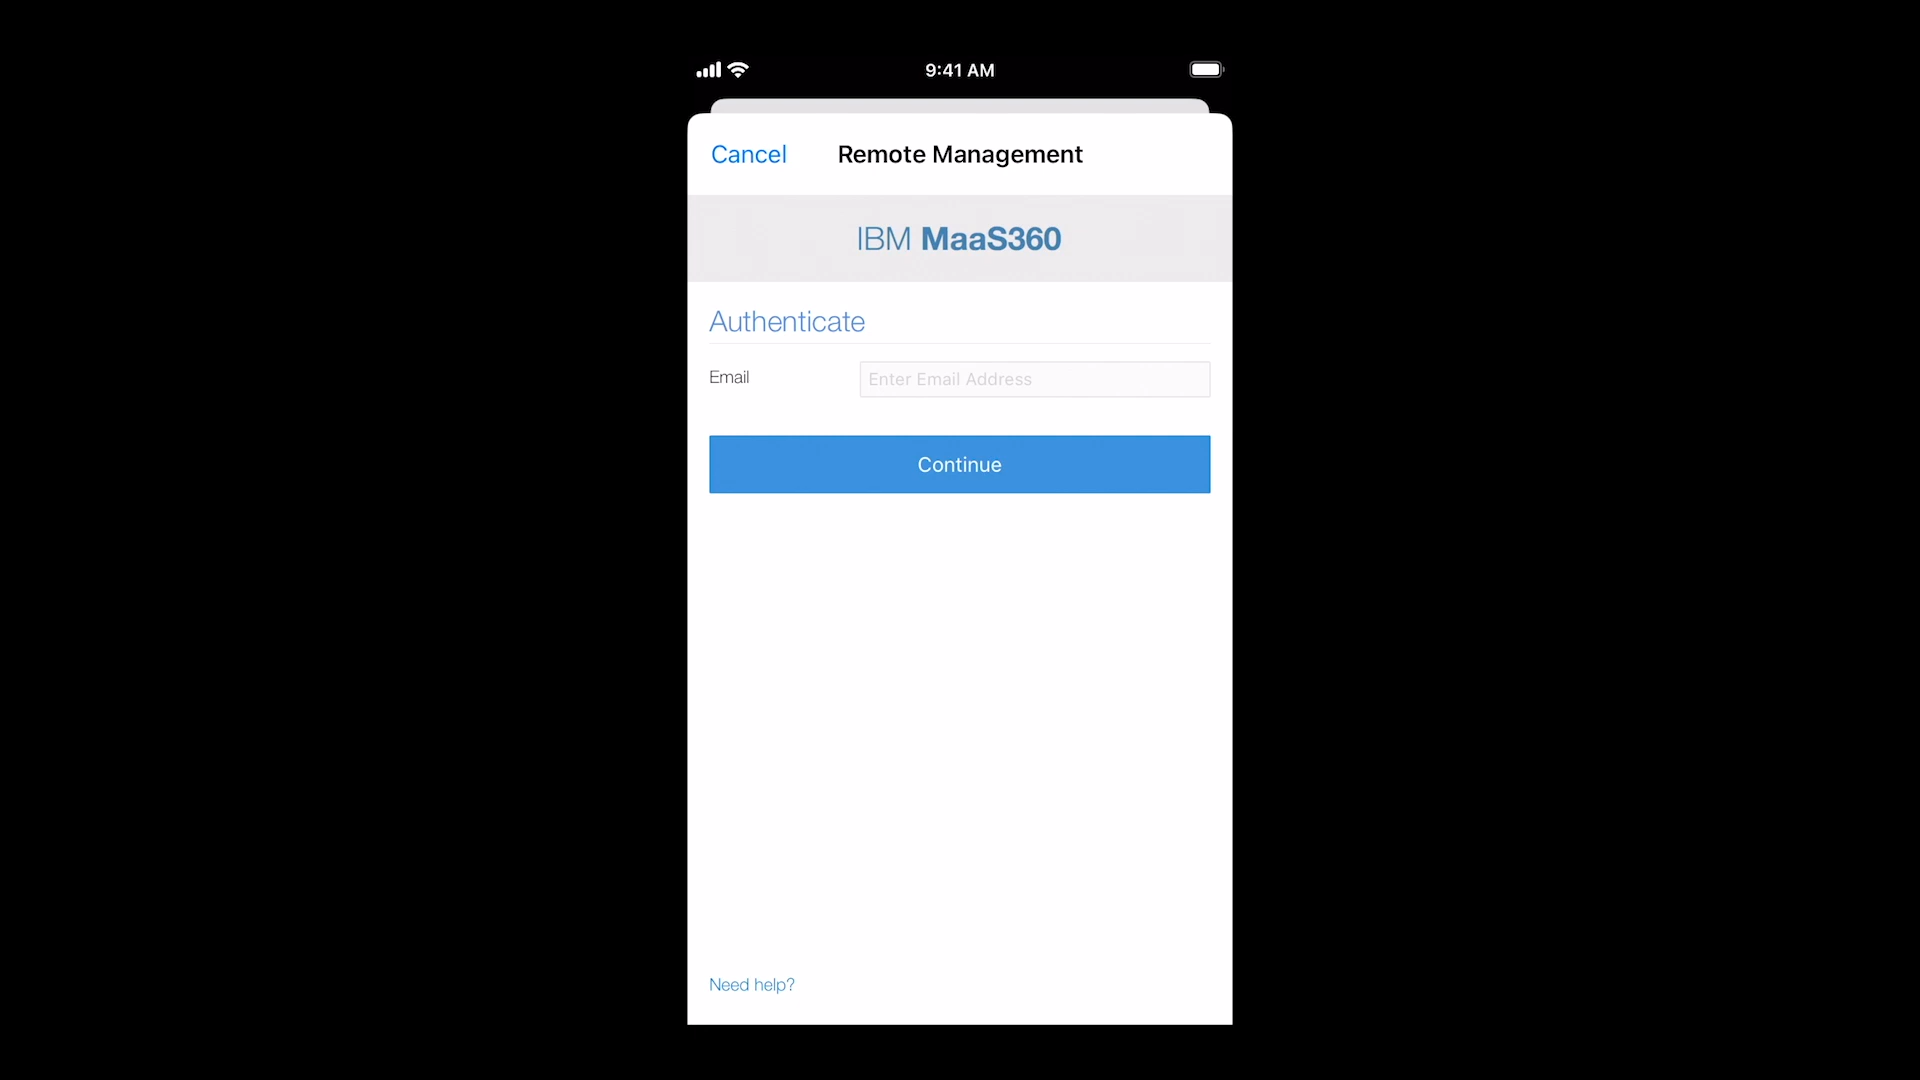 9:41 AM
Cancel
Remote Management
IBM MaaS360
Authenticate
Email
Enter Email Address
Continue
Need help?